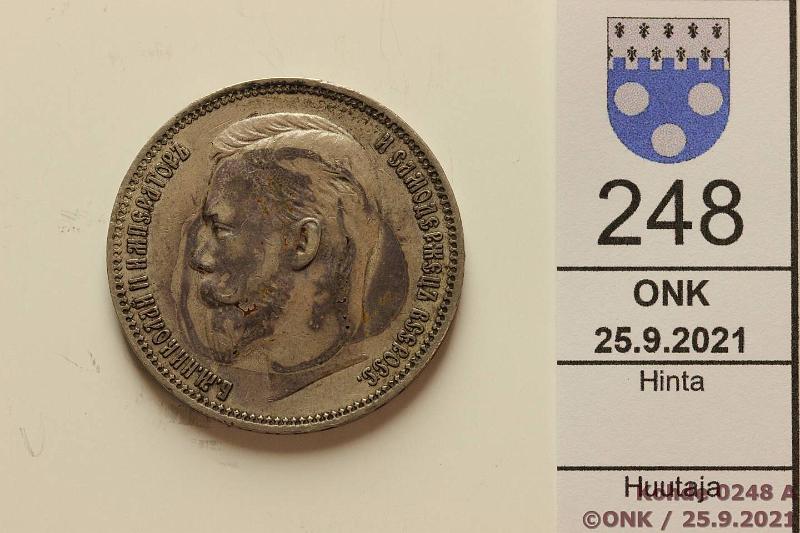 Б.М.НИКОЛАЙ II ИМПЕРАТОРЪ
И САМОДЕРЖЕЦЪ ВСЕРОСС.
248
ONK
25.9.2021
Hinta
Huutaja
Kohde 0248 A
©ONK / 25.9.2021